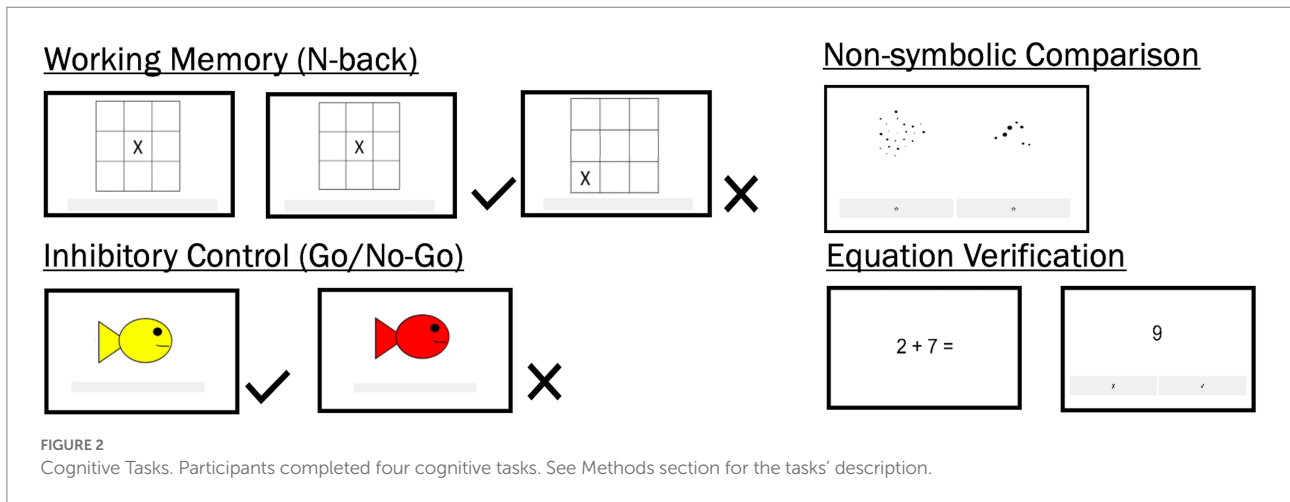 Working Memory (N-back)
X
X
X
Inhibitory Control (Go/No-Go)
Non-symbolic Comparison
Equation Verification
2 + 7 =
9
✗ ✓
FIGURE 2
Cognitive Tasks. Participants completed four cognitive tasks. See Methods section for the tasks' description.